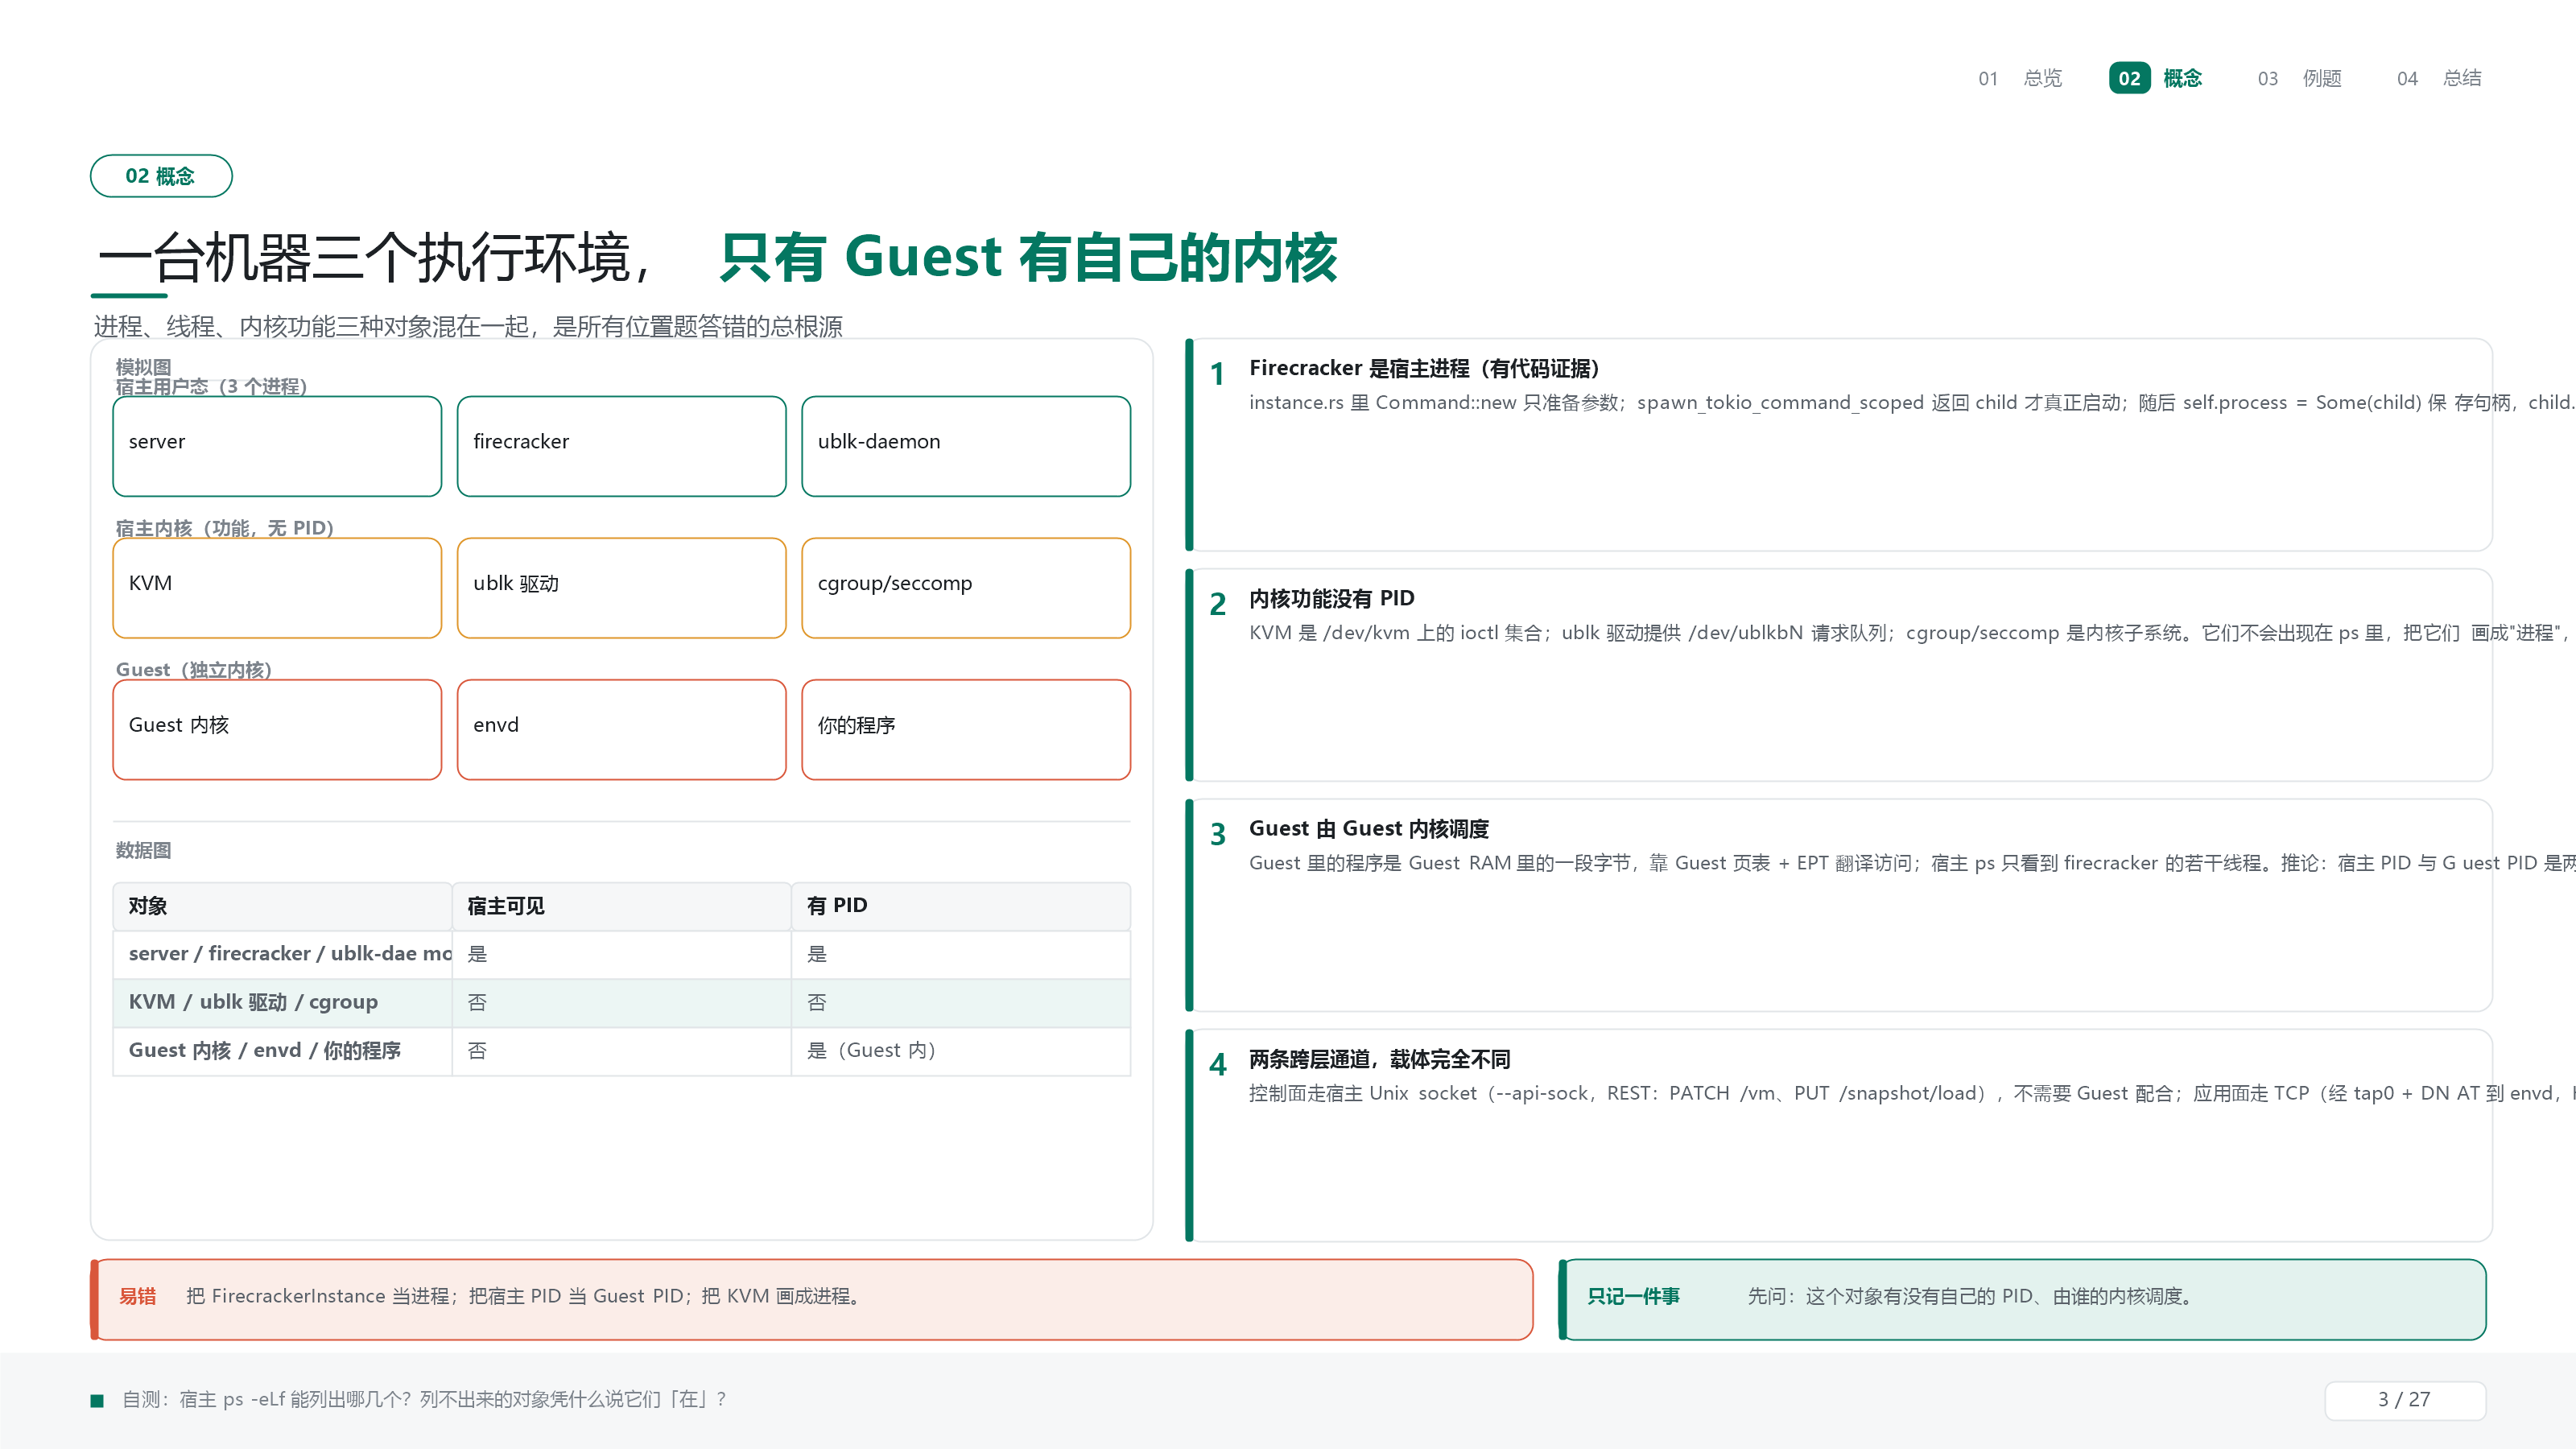 01 总览 02 概念 03 例题 04 总结
02 概念
一台机器三个执行环境， 只有 Guest 有自己的内核
进程、线程、内核功能三种对象混在一起，是所有位置题答错的总根源
模拟图
宿主用户态（3 个进程）
server firecracker ublk-daemon
宿主内核（功能，无 PID）
KVM ublk 驱动 cgroup/seccomp
Guest（独立内核）
Guest 内核 envd 你的程序
数据图
对象 宿主可见 有 PID
server / firecracker / ublk-dae mo 是 是
KVM / ublk 驱动 / cgroup 否 否
Guest 内核 / envd / 你的程序 否 是（Guest 内）
1 Firecracker 是宿主进程（有代码证据）
instance.rs 里 Command::new 只准备参数；spawn_tokio_command_scoped 返回 child 才真正启动；随后 self.process = Some(child) 保 存句柄，child.
2 内核功能没有 PID
KVM 是 /dev/kvm 上的 ioctl 集合；ublk 驱动提供 /dev/ublkbN 请求队列；cgroup/seccomp 是内核子系统。它们不会出现在 ps 里，把它们 画成"进程"，
3 Guest 由 Guest 内核调度
Guest 里的程序是 Guest RAM 里的一段字节，靠 Guest 页表 + EPT 翻译访问；宿主 ps 只看到 firecracker 的若干线程。推论：宿主 PID 与 G uest PID 是两
4 两条跨层通道，载体完全不同
控制面走宿主 Unix socket（--api-sock，REST：PATCH /vm、PUT /snapshot/load），不需要 Guest 配合；应用面走 TCP（经 tap0 + DN AT 到 envd，
易错 把 FirecrackerInstance 当进程；把宿主 PID 当 Guest PID；把 KVM 画成进程。
只记一件事 先问：这个对象有没有自己的 PID、由谁的内核调度。
自测：宿主 ps -eLf 能列出哪几个？列不出来的对象凭什么说它们「在」？
3 / 27